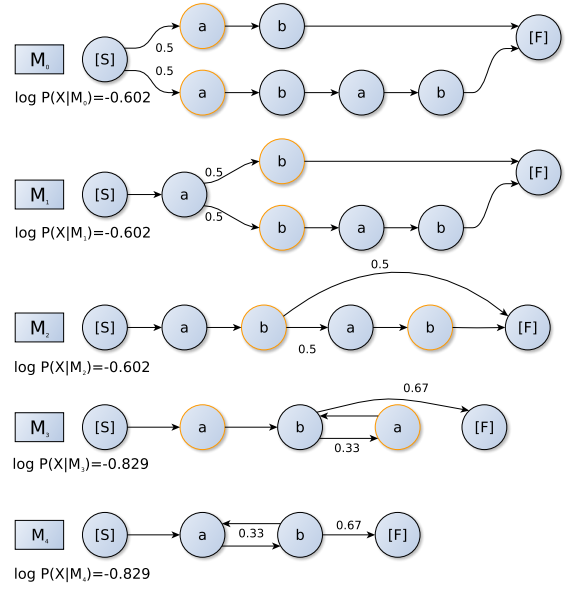 a b [F]
0.5
M₀ [S]
0.5
a b a b
log P(X|M₀)=-0.602
b [F]
0.5
M₁ [S] a
0.5
b a b
log P(X|M₁)=-0.602
0.5
M₂ [S] a b a b [F]
0.5
log P(X|M₂)=-0.602
0.67
M₃ [S] a b a [F]
0.33
log P(X|M₃)=-0.829
M₄ [S] a 0.33 b 0.67 [F]
log P(X|M₄)=-0.829